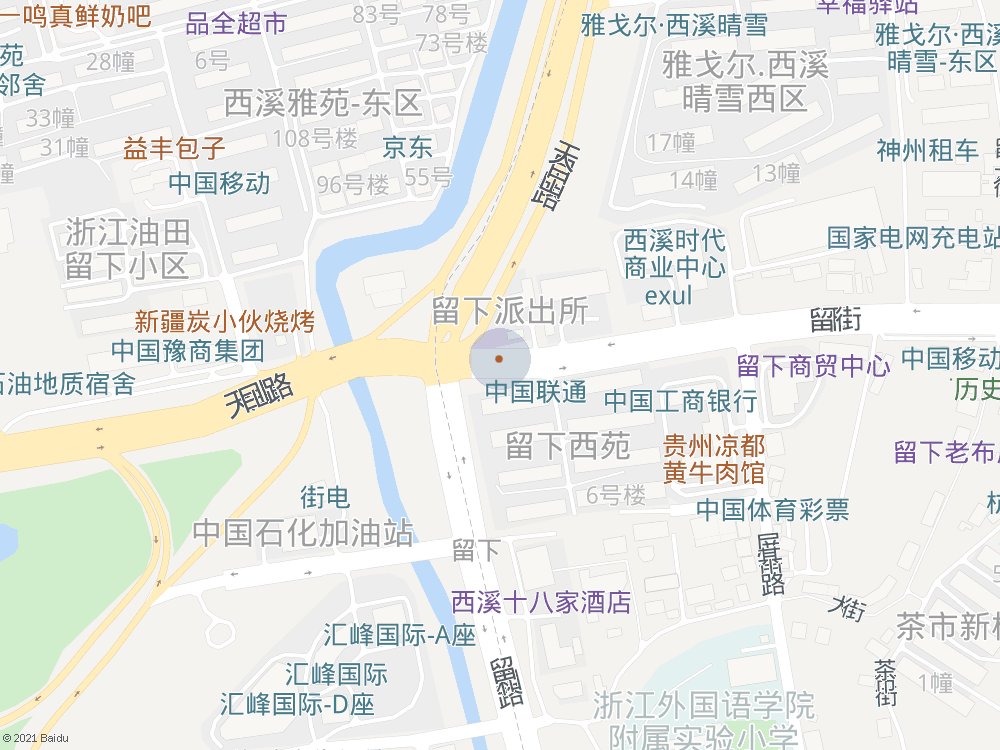 一鸣真鲜奶吧
品全超市
83号
78号
73号楼
雅戈尔·西溪晴雪
幸福驿站
苑
28幢
6号
邻舍
雅戈尔.西溪
晴雪西区
雅戈尔·西溪
晴雪-东区
西溪雅苑-东区
33幢
31幢
108号楼
益丰包子
京东
17幢
神州租车
中国移动
96号楼
55号
14幢
13幢
天目山路
浙江油田
留下小区
西溪时代
商业中心
exul
国家电网充电站
留下派出所
新疆炭小伙烧烤
留下街
中国豫商集团
留下商贸中心
中国移动
石油地质宿舍
中国联通
中国工商银行
历史
天目山路
留下西苑
贵州凉都
黄牛肉馆
留下老布店
6号楼
街电
中国体育彩票
杭
中国石化加油站
留下
屏基路
西溪十八家酒店
大街
茶市新村
汇峰国际-A座
汇峰国际
汇峰国际-D座
茶市街
1幢
浙江外国语学院
附属实验小学
© 2021 Baidu